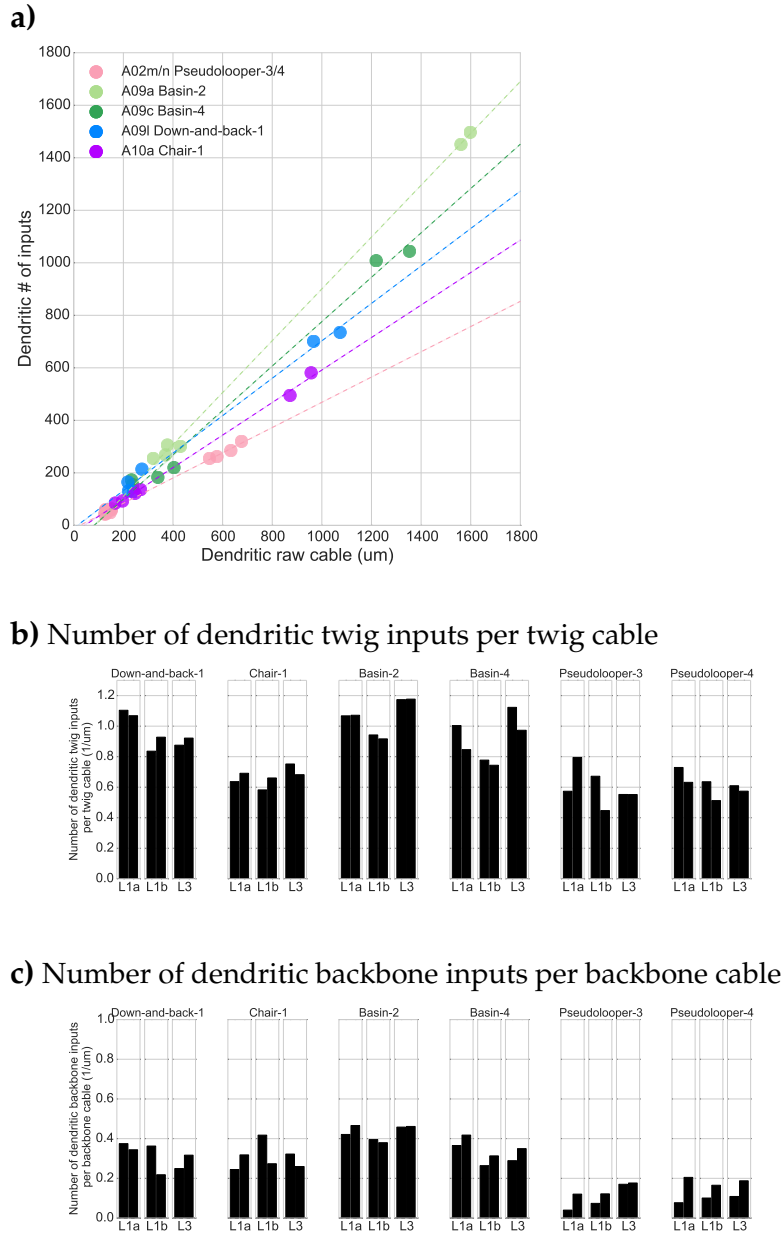 a)
1800
1600
1400
1200
1000
800
600
400
200
0
Dendritic # of inputs
A02m/n Pseudolooper-3/4
A09a Basin-2
A09c Basin-4
A09l Down-and-back-1
A10a Chair-1
0 200 400 600 800 1000 1200 1400 1600 1800
Dendritic raw cable (um)
b) Number of dendritic twig inputs per twig cable
Down-and-back-1 Chair-1 Basin-2 Basin-4 Pseudolooper-3 Pseudolooper-4
Number of dendritic twig inputs
per twig cable (1/um)
1.2
1.0
0.8
0.6
0.4
0.2
0.0
L1a L1b L3 L1a L1b L3 L1a L1b L3 L1a L1b L3 L1a L1b L3 L1a L1b L3
c) Number of dendritic backbone inputs per backbone cable
Down-and-back-1 Chair-1 Basin-2 Basin-4 Pseudolooper-3 Pseudolooper-4
Number of dendritic backbone inputs
per backbone cable (1/um)
1.0
0.8
0.6
0.4
0.2
0.0
L1a L1b L3 L1a L1b L3 L1a L1b L3 L1a L1b L3 L1a L1b L3 L1a L1b L3